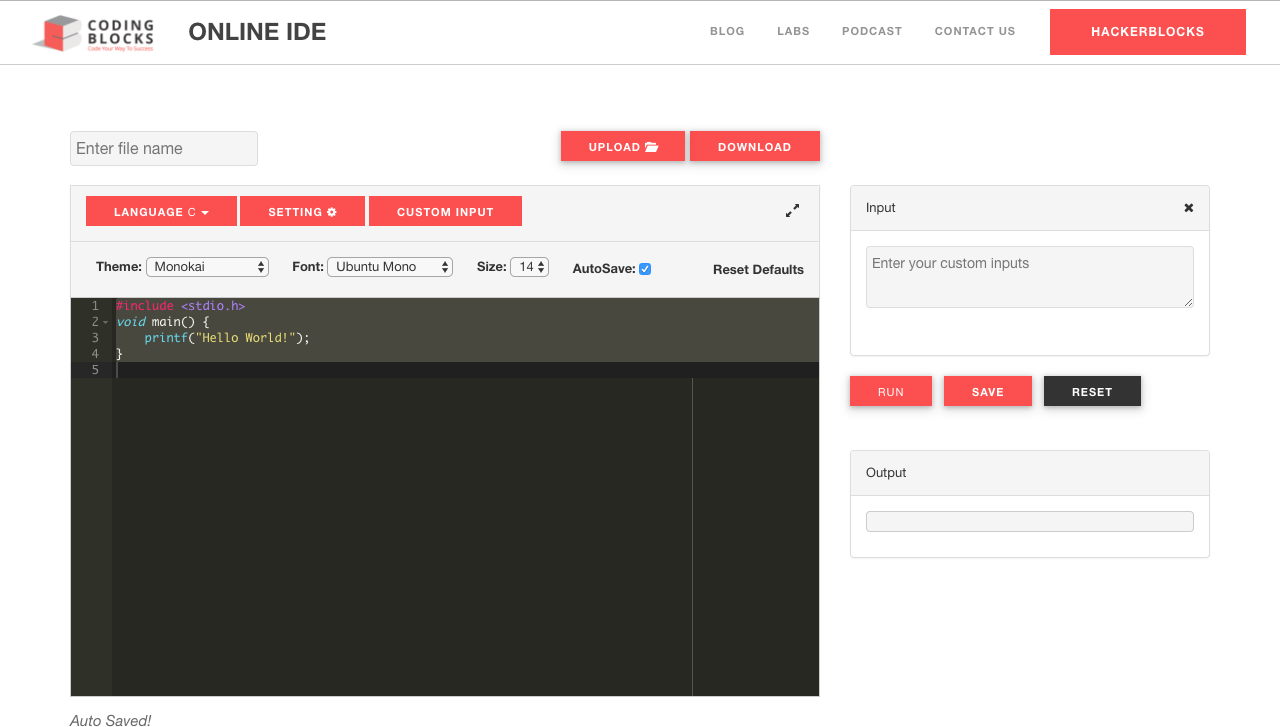 CODING
BLOCKS
Code Your Way To Success
ONLINE IDE
BLOG
LABS
PODCAST
CONTACT US
HACKERBLOCKS
Enter file name
UPLOAD
DOWNLOAD
LANGUAGE C
SETTING
CUSTOM INPUT
Theme: Monokai
Font: Ubuntu Mono
Size: 14
AutoSave:
Reset Defaults
1 #include <stdio.h>
2 void main() {
3     printf("Hello World!");
4 }
5
Input
Enter your custom inputs
RUN
SAVE
RESET
Output
Auto Saved!